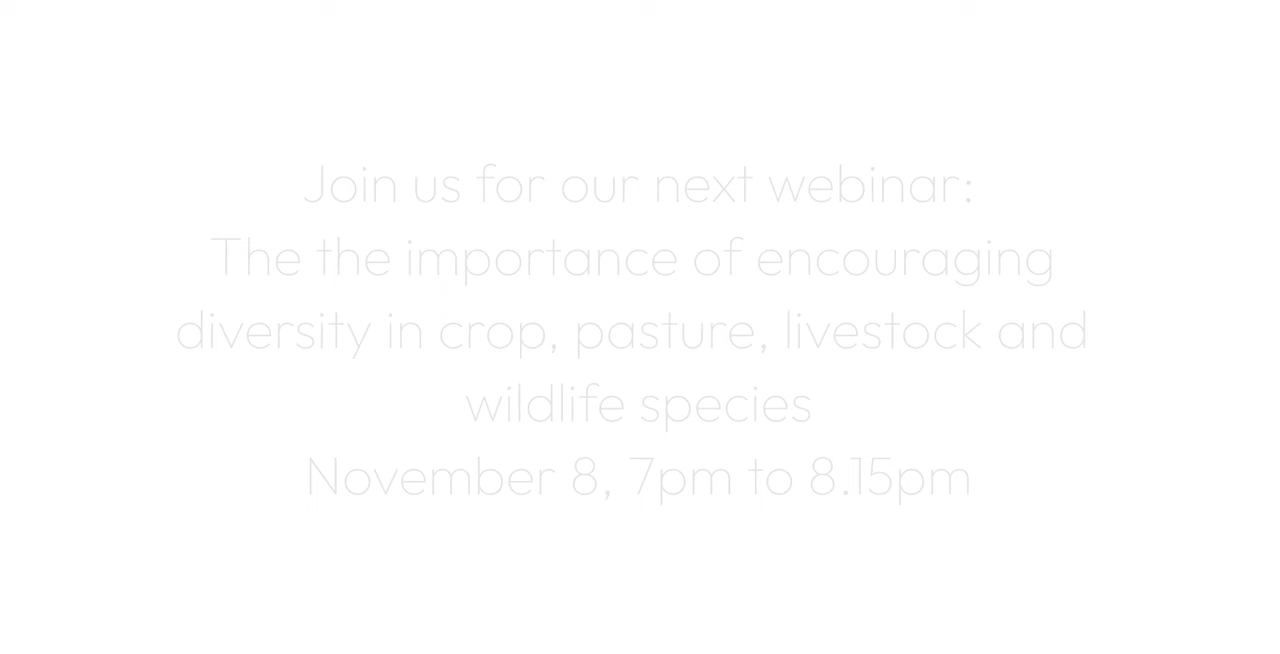 Join us for our next webinar:
The the importance of encouraging
diversity in crop, pasture, livestock and
wildlife species
November 8, 7pm to 8.15pm